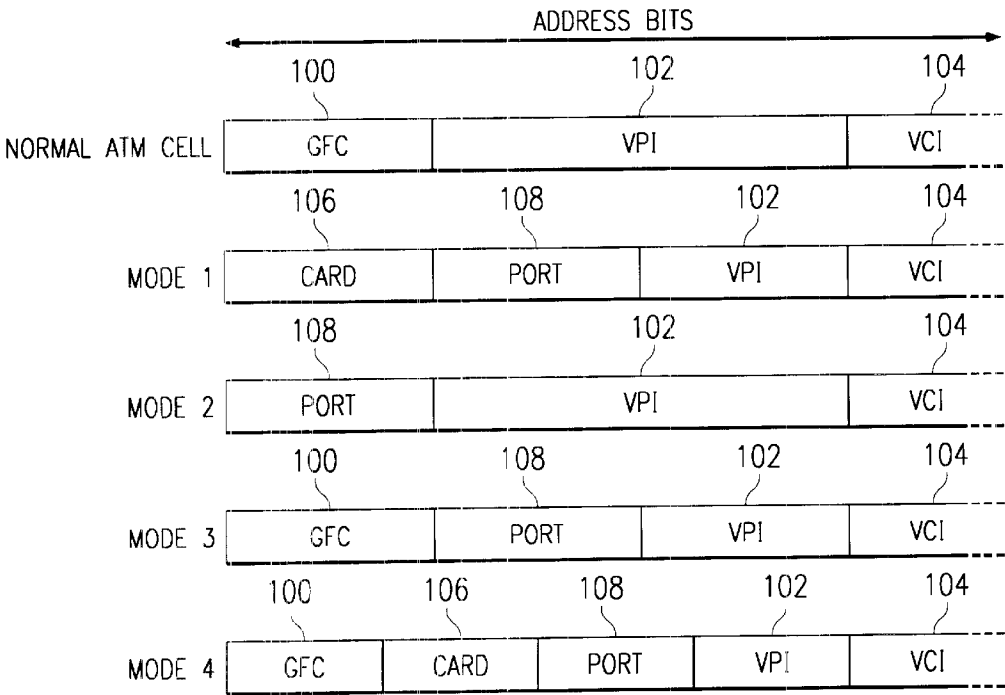 ADDRESS BITS
100 102 104
NORMAL ATM CELL GFC VPI VCI
106 108 102 104
MODE 1 CARD PORT VPI VCI
108 102 104
MODE 2 PORT VPI VCI
100 108 102 104
MODE 3 GFC PORT VPI VCI
100 106 108 102 104
MODE 4 GFC CARD PORT VPI VCI